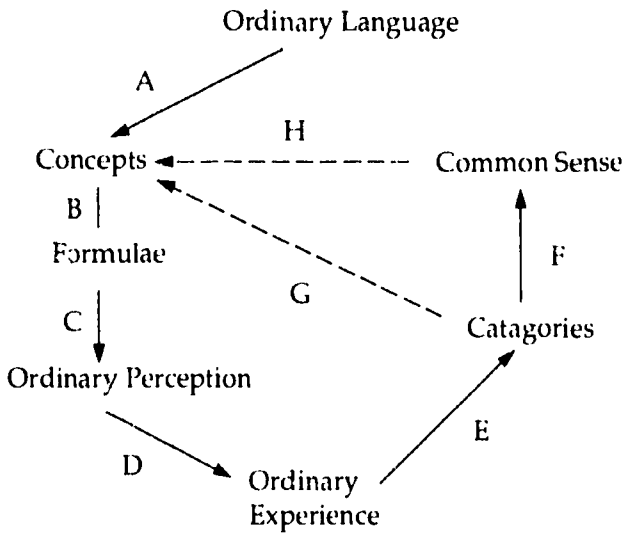 Ordinary Language
A
H
Concepts
Common Sense
B
Formulae
F
G
Catagories
C
Ordinary Perception
E
D
Ordinary
Experience